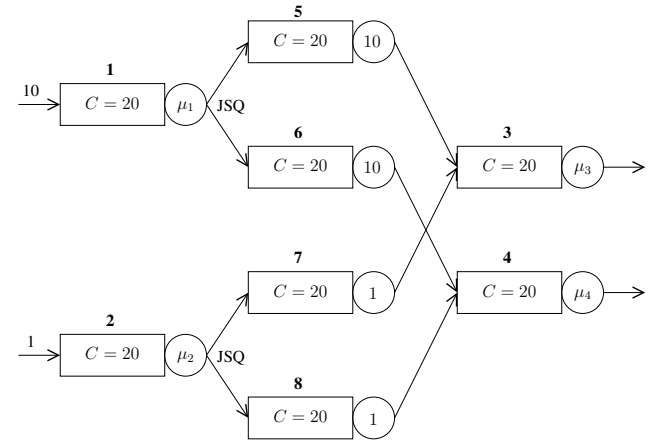 5
C = 20 10
1
10 C = 20 μ₁ JSQ
6
C = 20 10
3
C = 20 μ₃
7
C = 20 1
4
C = 20 μ₄
2
1 C = 20 μ₂ JSQ
8
C = 20 1